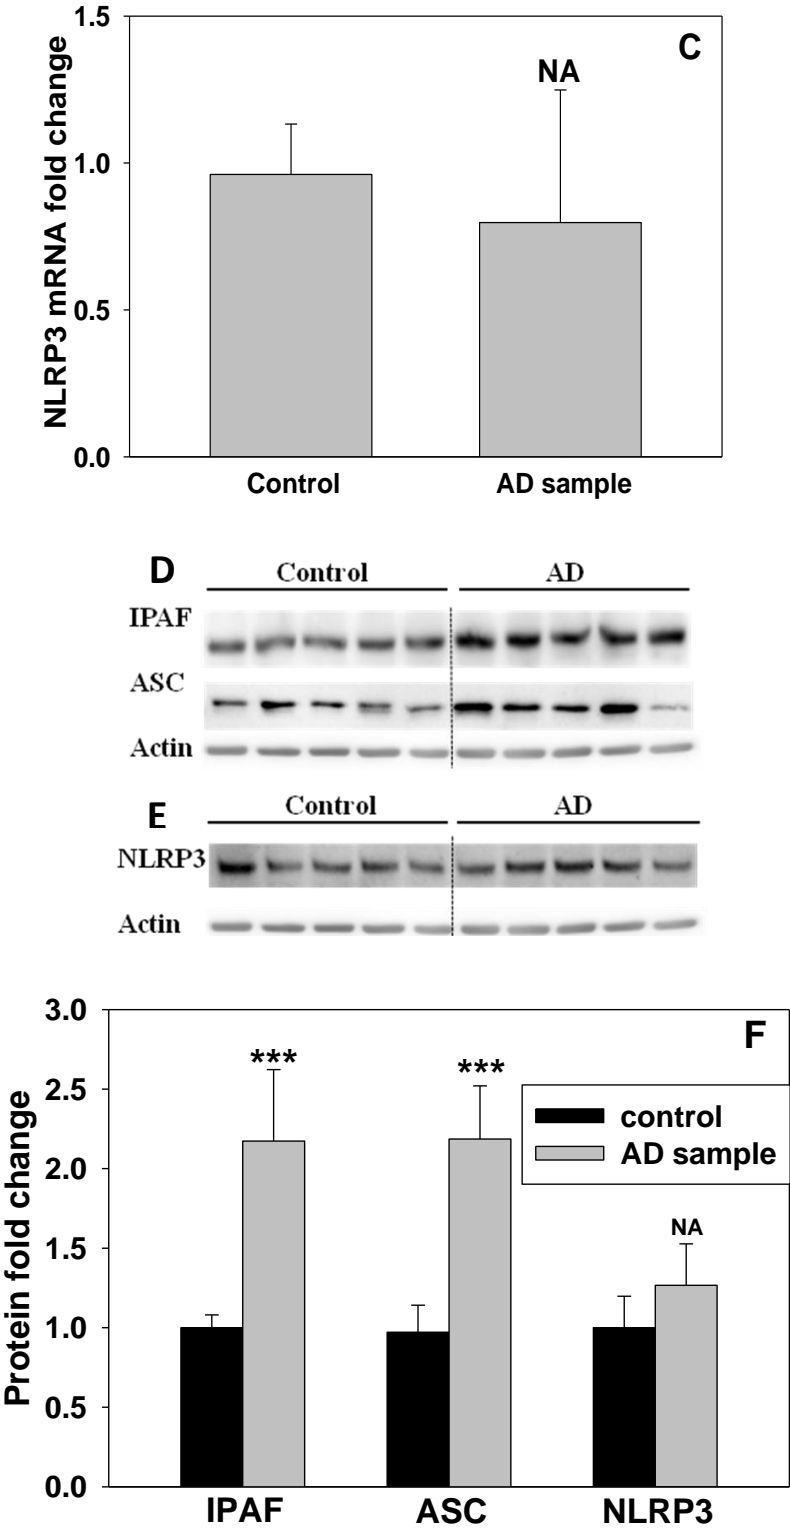 C
NLRP3 mRNA fold change
1.5
1.0
0.5
0.0
NA
Control
AD sample
D
Control
AD
IPAF
ASC
Actin
E
Control
AD
NLRP3
Actin
F
Protein fold change
3.0
2.5
2.0
1.5
1.0
0.5
0.0
***
***
NA
control
AD sample
IPAF
ASC
NLRP3